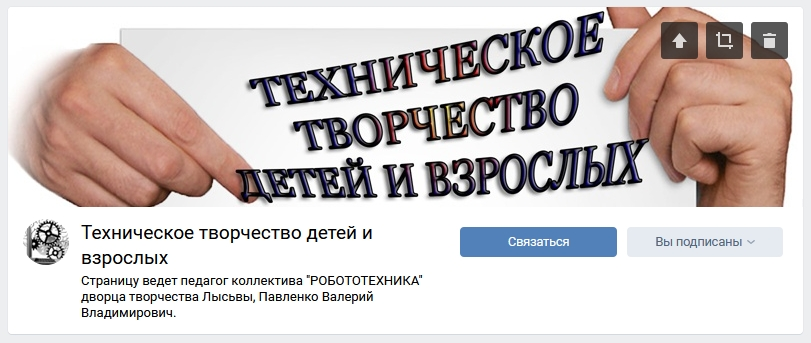 ТЕХНИЧЕСКОЕ
ТВОРЧЕСТВО
ДЕТЕЙ И ВЗРОСЛЫХ
Техническое творчество детей и
взрослых
Страницу ведет педагог коллектива "РОБОТОТЕХНИКА"
дворца творчества Лысьвы, Павленко Валерий
Владимирович.
Связаться
Вы подписаны